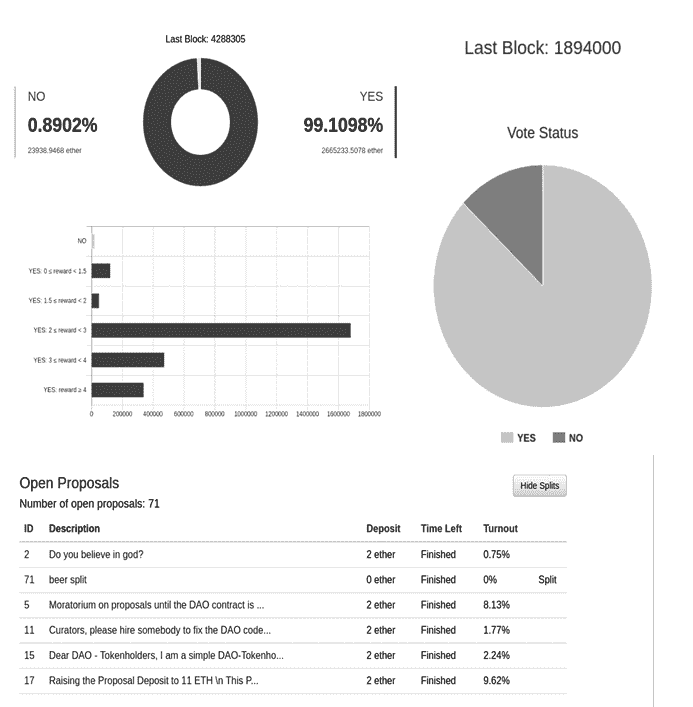 Last Block: 4288305
NO
0.8902%
23938.9468 ether
YES
99.1098%
2665233.5078 ether
NO
YES: 0 ≤ reward < 1.5
YES: 1.5 ≤ reward < 2
YES: 2 ≤ reward < 3
YES: 3 ≤ reward < 4
YES: reward ≥ 4
0 200000 400000 600000 800000 1000000 1200000 1400000 1600000 1800000
Last Block: 1894000
Vote Status
YES NO
Open Proposals
Hide Splits
Number of open proposals: 71
ID Description Deposit Time Left Turnout
2 Do you believe in god? 2 ether Finished 0.75%
71 beer split 0 ether Finished 0% Split
5 Moratorium on proposals until the DAO contract is ... 2 ether Finished 8.13%
11 Curators, please hire somebody to fix the DAO code... 2 ether Finished 1.77%
15 Dear DAO - Tokenholders, I am a simple DAO-Tokenho... 2 ether Finished 2.24%
17 Raising the Proposal Deposit to 11 ETH \n This P... 2 ether Finished 9.62%